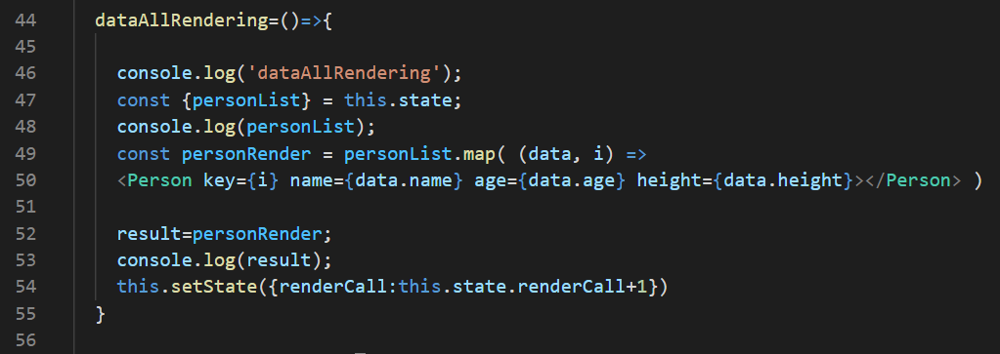 44 dataAllRendering=()=>{
45
46 console.log('dataAllRendering');
47 const {personList} = this.state;
48 console.log(personList);
49 const personRender = personList.map( (data, i) =>
50 <Person key={i} name={data.name} age={data.age} height={data.height}></Person> )
51
52 result=personRender;
53 console.log(result);
54 this.setState({renderCall:this.state.renderCall+1})
55 }
56